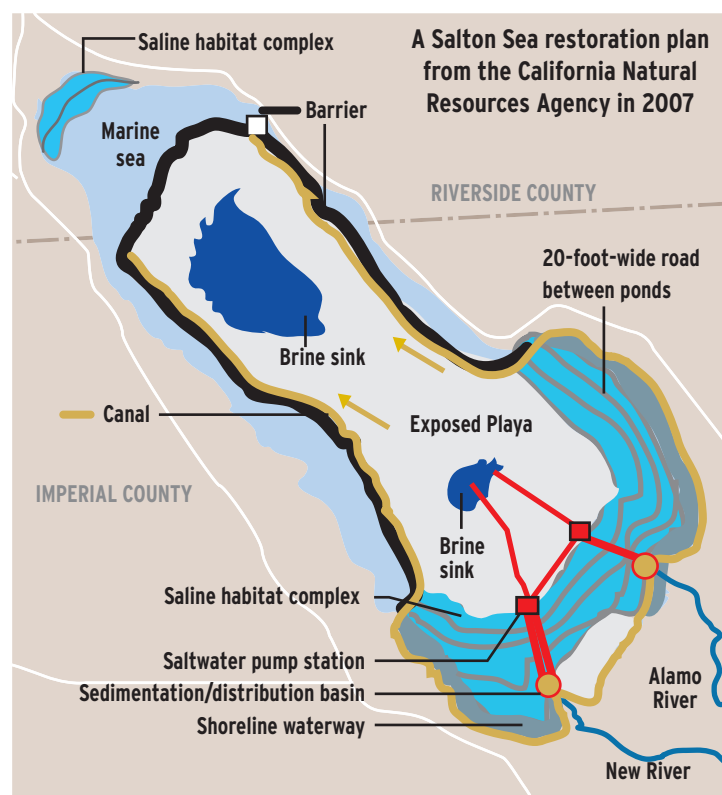 Saline habitat complex
A Salton Sea restoration plan
from the California Natural
Resources Agency in 2007
Barrier
Marine
sea
RIVERSIDE COUNTY
20-foot-wide road
between ponds
Brine sink
Canal
Exposed Playa
IMPERIAL COUNTY
Brine
sink
Saline habitat complex
Saltwater pump station
Sedimentation/distribution basin
Shoreline waterway
Alamo
River
New River